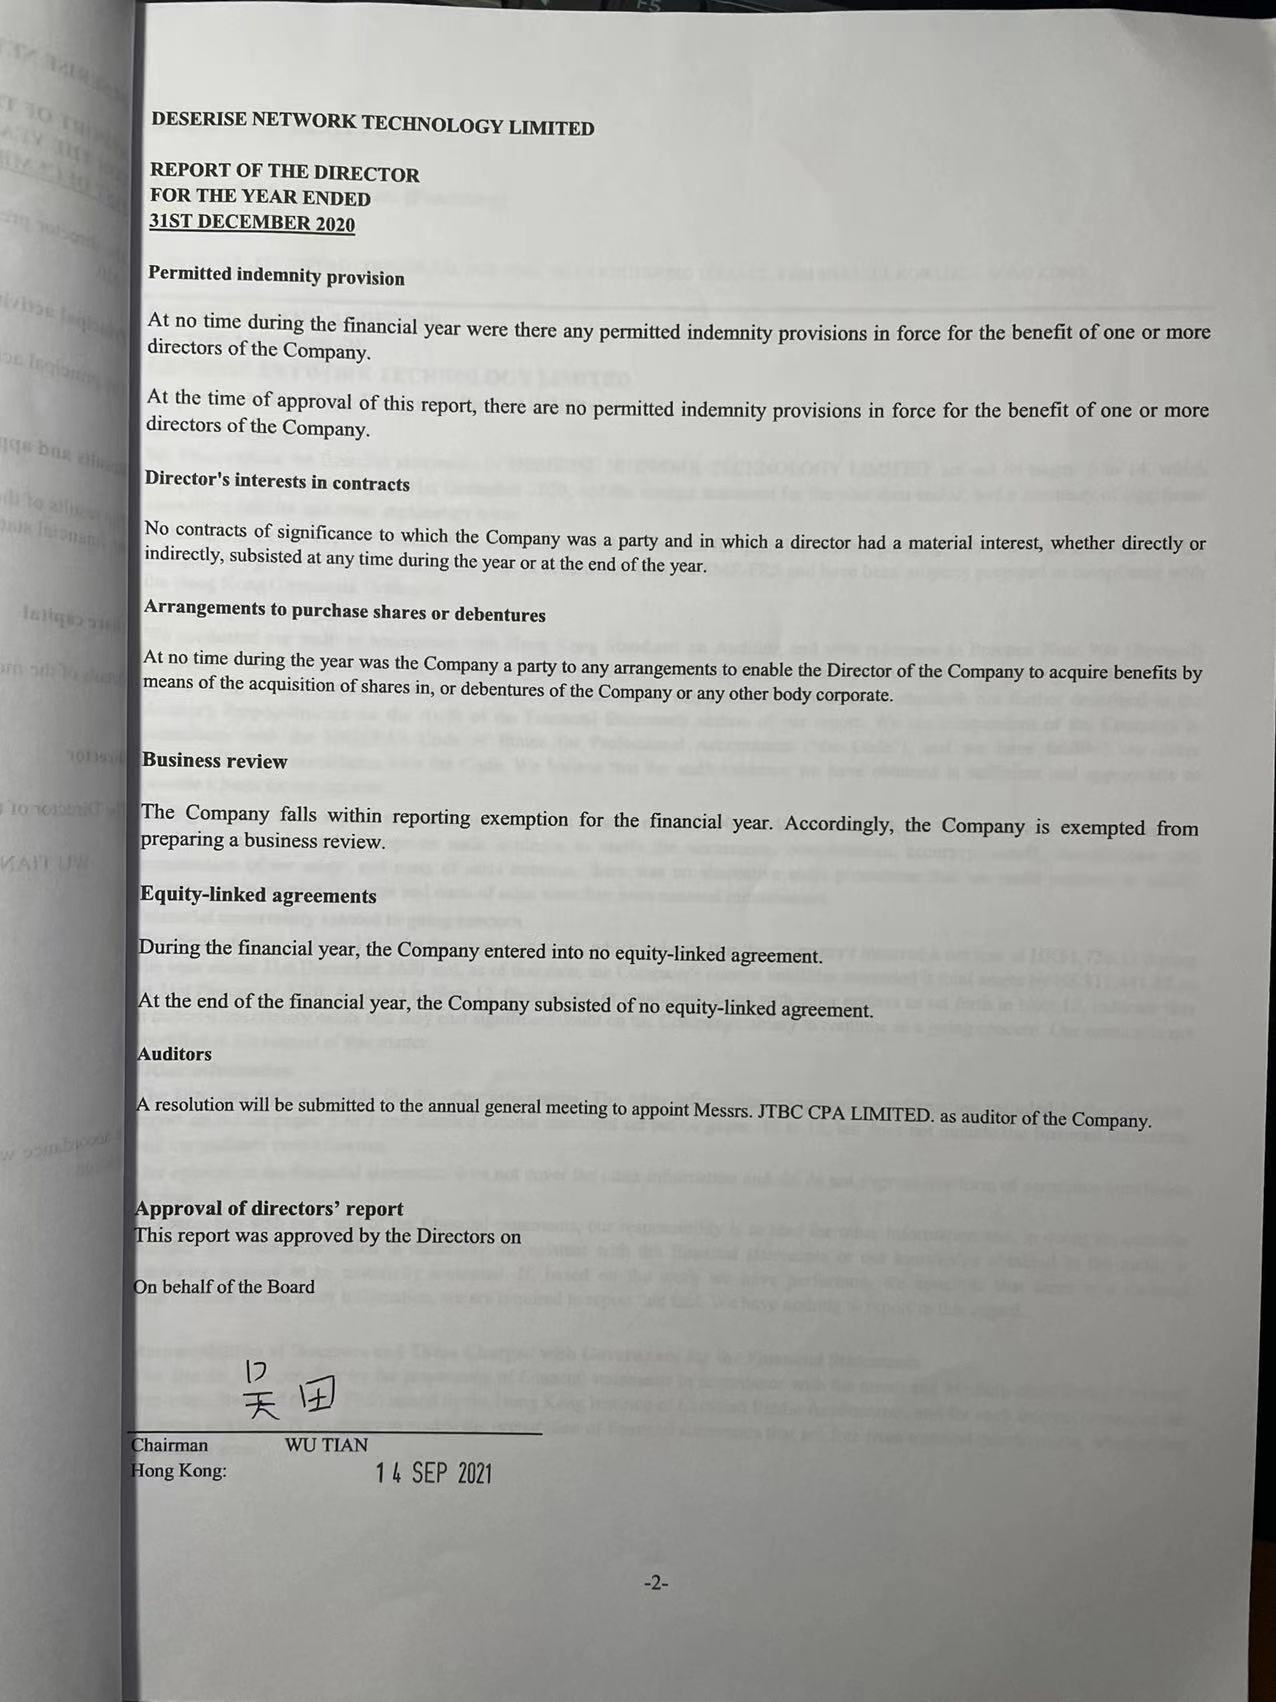 DESERISE NETWORK TECHNOLOGY LIMITED
REPORT OF THE DIRECTOR
FOR THE YEAR ENDED
31ST DECEMBER 2020
Permitted indemnity provision
At no time during the financial year were there any permitted indemnity provisions in force for the benefit of one or more
directors of the Company.
At the time of approval of this report, there are no permitted indemnity provisions in force for the benefit of one or more
directors of the Company.
Director's interests in contracts
No contracts of significance to which the Company was a party and in which a director had a material interest, whether directly or
indirectly, subsisted at any time during the year or at the end of the year.
Arrangements to purchase shares or debentures
At no time during the year was the Company a party to any arrangements to enable the Director of the Company to acquire benefits by
means of the acquisition of shares in, or debentures of the Company or any other body corporate.
Business review
The Company falls within reporting exemption for the financial year. Accordingly, the Company is exempted from
preparing a business review.
Equity-linked agreements
During the financial year, the Company entered into no equity-linked agreement.
At the end of the financial year, the Company subsisted of no equity-linked agreement.
Auditors
A resolution will be submitted to the annual general meeting to appoint Messrs. JTBC CPA LIMITED. as auditor of the Company.
Approval of directors’ report
This report was approved by the Directors on
On behalf of the Board
吴田
Chairman WU TIAN
Hong Kong: 14 SEP 2021
-2-